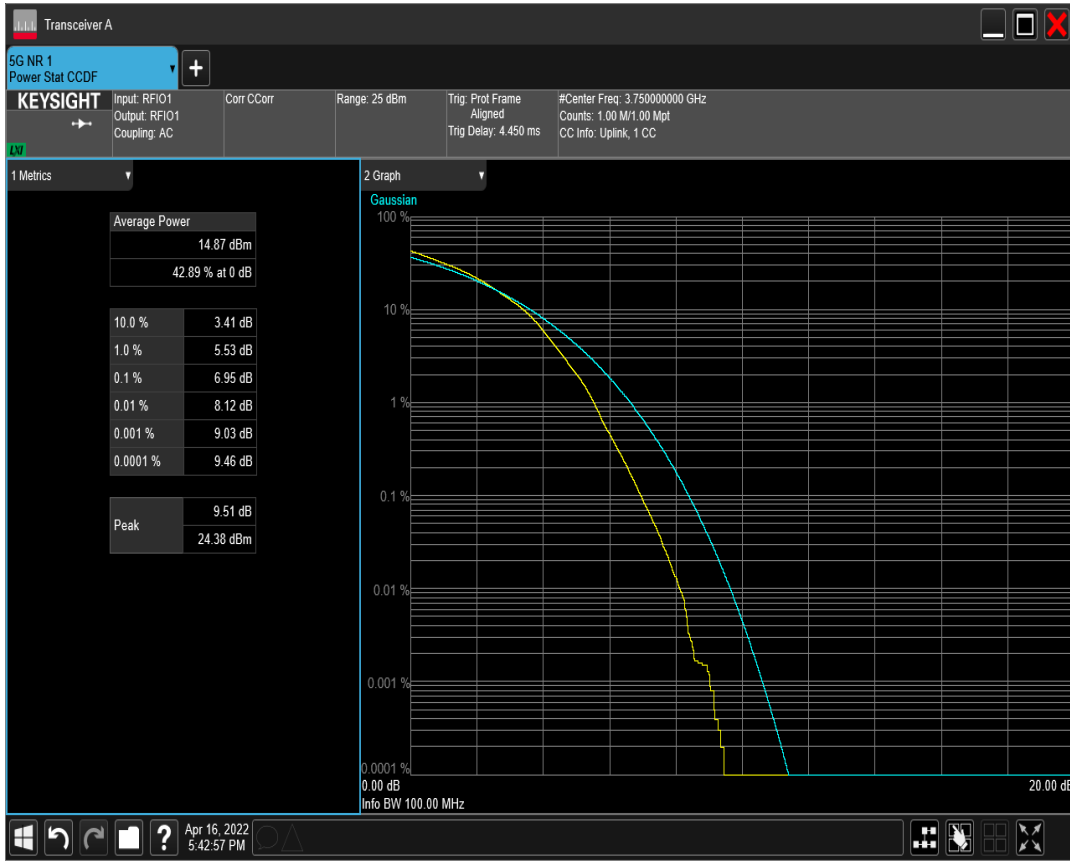 Transceiver A
5G NR 1
Power Stat CCDF
KEYSIGHT
LXI
Input: RFIO1
Output: RFIO1
Coupling: AC
Corr CCorr
Range: 25 dBm
Trig: Prot Frame
Aligned
Trig Delay: 4.450 ms
#Center Freq: 3.750000000 GHz
Counts: 1.00 M/1.00 Mpt
CC Info: Uplink, 1 CC
1 Metrics
Average Power
14.87 dBm
42.89 % at 0 dB
10.0 % 3.41 dB
1.0 % 5.53 dB
0.1 % 6.95 dB
0.01 % 8.12 dB
0.001 % 9.03 dB
0.0001 % 9.46 dB
Peak
9.51 dB
24.38 dBm
2 Graph
Gaussian
100 %
10 %
1 %
0.1 %
0.01 %
0.001 %
0.0001 %
0.00 dB 20.00 dB
Info BW 100.00 MHz
?
Apr 16, 2022
5:42:57 PM